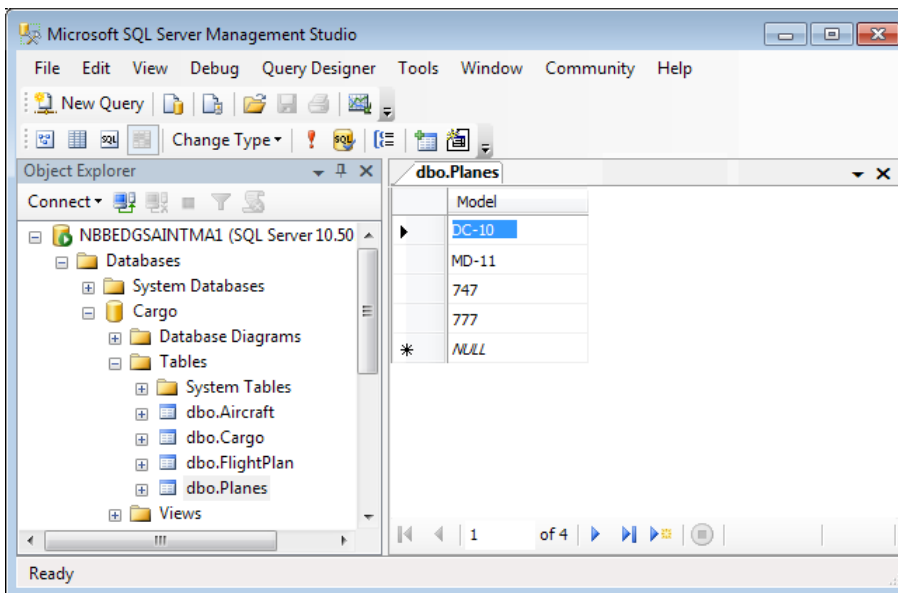 Microsoft SQL Server Management Studio
File Edit View Debug Query Designer Tools Window Community Help
New Query
SQL Change Type SQL
Object Explorer
Connect
NBBEDGSAINTMA1 (SQL Server 10.50
Databases
System Databases
Cargo
Database Diagrams
Tables
System Tables
dbo.Aircraft
dbo.Cargo
dbo.FlightPlan
dbo.Planes
Views
dbo.Planes
Model
DC-10
MD-11
747
777
NULL
1 of 4
Ready